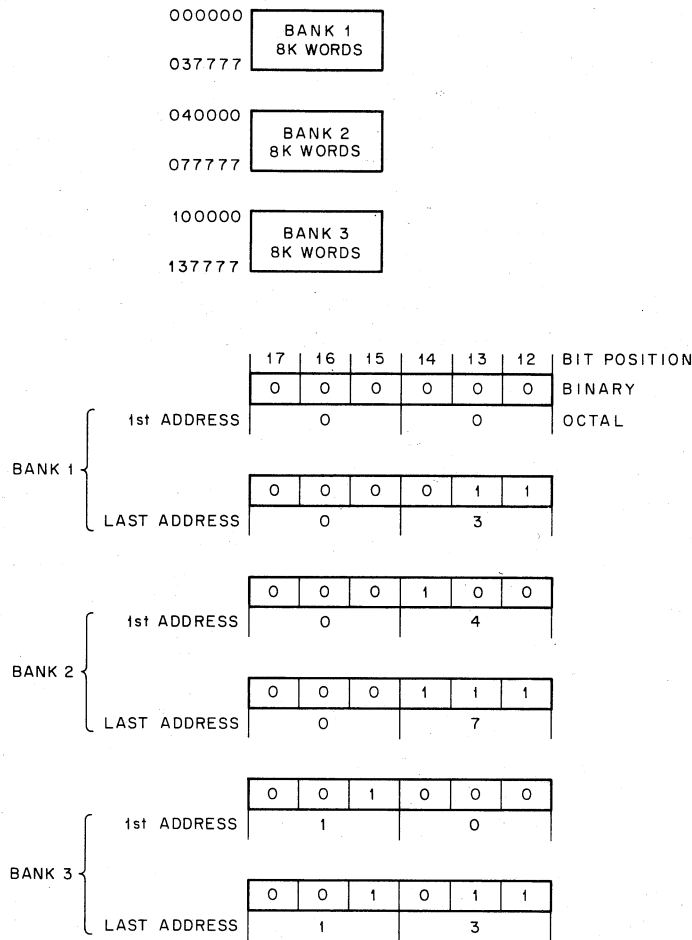 000000
BANK 1
8K WORDS
037777
040000
BANK 2
8K WORDS
077777
100000
BANK 3
8K WORDS
137777
17 16 15 14 13 12 BIT POSITION
0 0 0 0 0 0 BINARY
1st ADDRESS 0 0 OCTAL
BANK 1
0 0 0 0 1 1
LAST ADDRESS 0 3
0 0 0 1 0 0
1st ADDRESS 0 4
BANK 2
0 0 0 1 1 1
LAST ADDRESS 0 7
0 0 1 0 0 0
1st ADDRESS 1 0
BANK 3
0 0 1 0 1 1
LAST ADDRESS 1 3